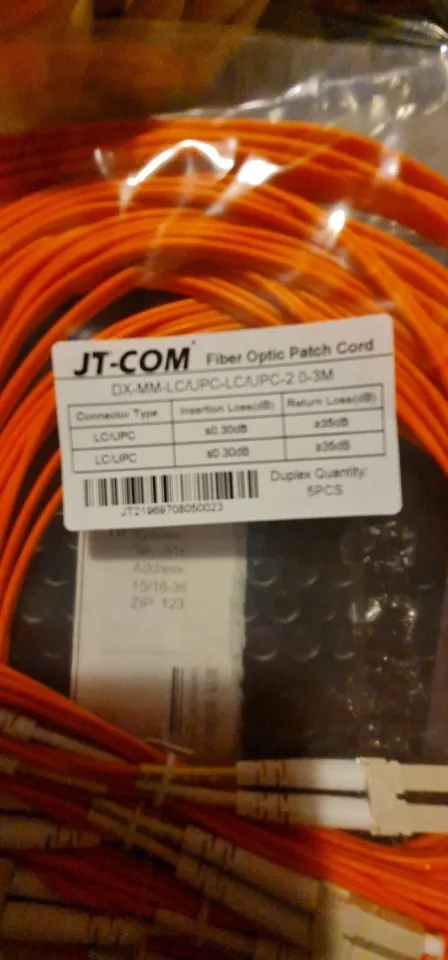 JT-COM Fiber Optic Patch Cord
DX-MM-LC/UPC-LC/UPC-2.0-3M
Connector Type Insertion Loss(dB) Return Loss(dB)
LC/UPC ≤0.30dB ≥35dB
LC/UPC ≤0.30dB ≥35dB
Duplex Quantity:
5PCS
JT21969708050023
Address
15/16-36
ZIP: 123